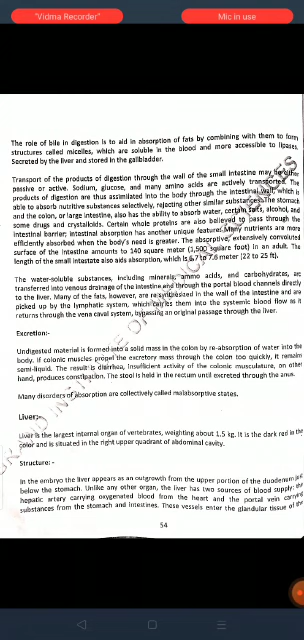 "Vidma Recorder"
Mic in use
The role of bile in digestion is to aid in absorption of fats by combining with them to form
structures called micelles, which are soluble in the blood and more accessible to lipases.
Secreted by the liver and stored in the gallbladder.
Transport of the products of digestion through the wall of the small intestine may be either
passive or active. Sodium, glucose, and many amino acids are actively transported. The
products of digestion are thus assimilated into the body through the intestinal wall, which is
able to absorb nutritive substances selectively, rejecting other similar substances. The stomach
and the colon, or large intestine, also has the ability to absorb water, certain salts, alcohol, and
some drugs and crystalloids. Certain whole proteins are also believed to pass through the
intestinal barrier; intestinal absorption has another unique feature. Many nutrients are more
efficiently absorbed when the body's need is greater. The absorptive, extensively convoluted
surface of the intestine amounts to 140 square meter (1,500 square foot) in an adult. The
length of the small intestate also aids absorption, which is 6.7 to 7.6 meter (22 to 25 ft).
The water-soluble substances, including minerals, ammo acids, and carbohydrates, are
transferred into venous drainage of the intestine and through the portal blood channels directly
to the liver. Many of the fats, however, are resynthesized in the wall of the intestine and are
picked up by the lymphatic system, which carries them into the systemic blood flow as it
returns through the vena caval system, bypassing an original passage through the liver.
Excretion:-
Undigested material is formed into a solid mass in the colon by re-absorption of water into the
body. If colonic muscles propel the excretory mass through the colon too quickly, it remains
semi-liquid. The result is diarrhea, insufficient activity of the colonic musculature, on other
hand, produces constipation. The stool is held in the rectum until excreted through the anus.
Many disorders of absorption are collectively called malabsorptive states.
Liver:-
Liver is the largest internal organ of vertebrates, weighting about 1.5 kg. It is the dark red in the
color and is situated in the right upper quadrant of abdominal cavity.
Structure: -
In the embryo the liver appears as an outgrowth from the upper portion of the duodenum just
below the stomach. Unlike any other organ, the liver has two sources of blood supply: the
hepatic artery carrying oxygenated blood from the heart and the portal vein carrying
substances from the stomach and intestines. These vessels enter the glandular tissue of the
54